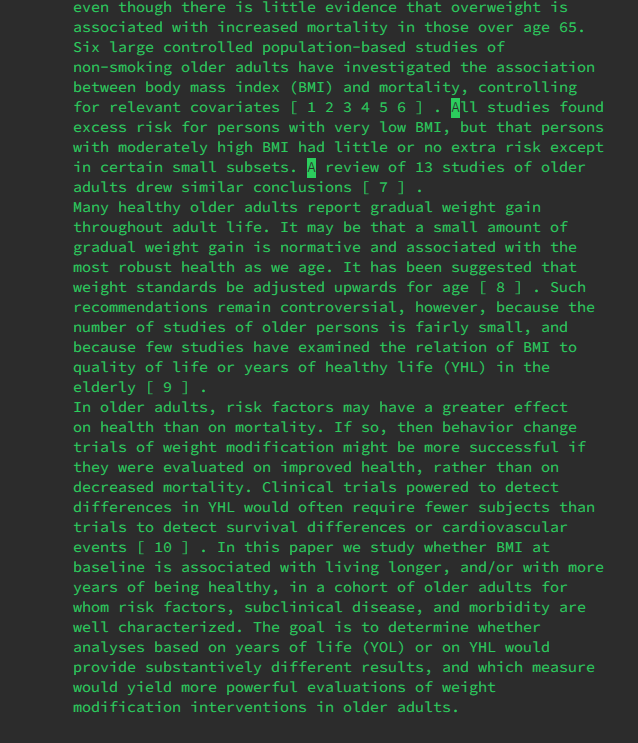 even though there is little evidence that overweight is
associated with increased mortality in those over age 65.
Six large controlled population-based studies of
non-smoking older adults have investigated the association
between body mass index (BMI) and mortality, controlling
for relevant covariates [ 1 2 3 4 5 6 ] . All studies found
excess risk for persons with very low BMI, but that persons
with moderately high BMI had little or no extra risk except
in certain small subsets. A review of 13 studies of older
adults drew similar conclusions [ 7 ] .
Many healthy older adults report gradual weight gain
throughout adult life. It may be that a small amount of
gradual weight gain is normative and associated with the
most robust health as we age. It has been suggested that
weight standards be adjusted upwards for age [ 8 ] . Such
recommendations remain controversial, however, because the
number of studies of older persons is fairly small, and
because few studies have examined the relation of BMI to
quality of life or years of healthy life (YHL) in the
elderly [ 9 ] .
In older adults, risk factors may have a greater effect
on health than on mortality. If so, then behavior change
trials of weight modification might be more successful if
they were evaluated on improved health, rather than on
decreased mortality. Clinical trials powered to detect
differences in YHL would often require fewer subjects than
trials to detect survival differences or cardiovascular
events [ 10 ] . In this paper we study whether BMI at
baseline is associated with living longer, and/or with more
years of being healthy, in a cohort of older adults for
whom risk factors, subclinical disease, and morbidity are
well characterized. The goal is to determine whether
analyses based on years of life (YOL) or on YHL would
provide substantively different results, and which measure
would yield more powerful evaluations of weight
modification interventions in older adults.